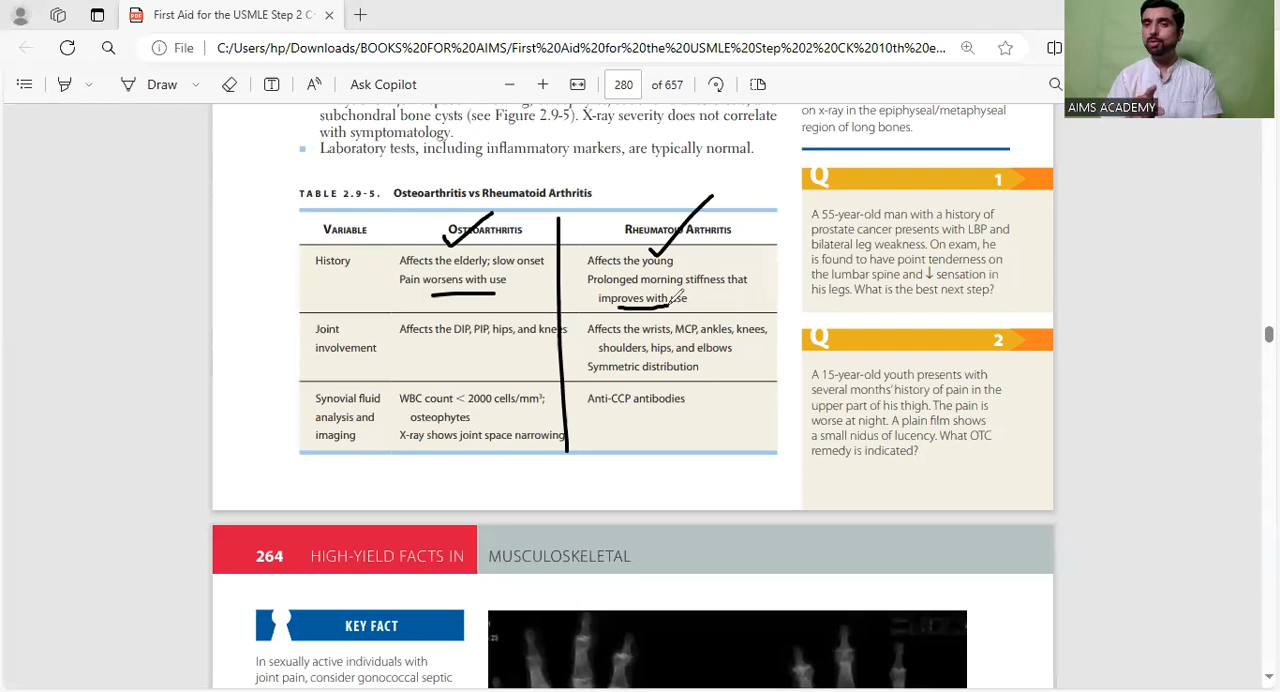 First Aid for the USMLE Step 2 C
File
C:/Users/hp/Downloads/BOOKS%20FOR%20AIMS/First%20Aid%20for%20the%20USMLE%20Step%202%20CK%2010th%20e...
Draw
Ask Copilot
280 of 657
AIMS ACADEMY
subchondral bone cysts (see Figure 2.9-5). X-ray severity does not correlate
with symptomatology.
Laboratory tests, including inflammatory markers, are typically normal.
TABLE 2.9-5. Osteoarthritis vs Rheumatoid Arthritis
VARIABLE OSTEOARTHRITIS RHEUMATOID ARTHRITIS
History
Affects the elderly; slow onset
Pain worsens with use
Affects the young
Prolonged morning stiffness that
improves with use
Joint
involvement
Affects the DIP, PIP, hips, and knees
Affects the wrists, MCP, ankles, knees,
shoulders, hips, and elbows
Symmetric distribution
Synovial fluid
analysis and
imaging
WBC count < 2000 cells/mm³;
osteophytes
X-ray shows joint space narrowing
Anti-CCP antibodies
on x-ray in the epiphyseal/metaphyseal
region of long bones.
Q 1
A 55-year-old man with a history of
prostate cancer presents with LBP and
bilateral leg weakness. On exam, he
is found to have point tenderness on
the lumbar spine and ↓ sensation in
his legs. What is the best next step?
Q 2
A 15-year-old youth presents with
several months' history of pain in the
upper part of his thigh. The pain is
worse at night. A plain film shows
a small nidus of lucency. What OTC
remedy is indicated?
264 HIGH-YIELD FACTS IN MUSCULOSKELETAL
KEY FACT
In sexually active individuals with
joint pain, consider gonococcal septic